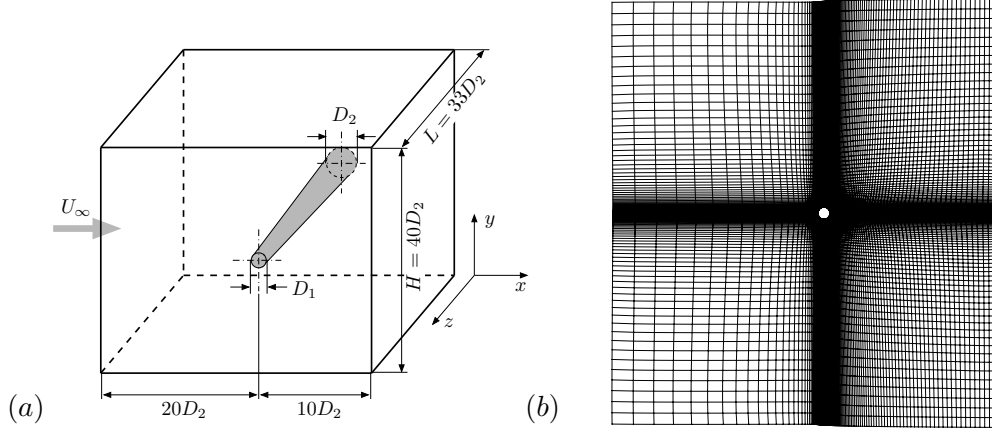 (a)
U∞
D₂
L = 33D₂
H = 40D₂
y
x
z
D₁
20D₂
10D₂
(b)